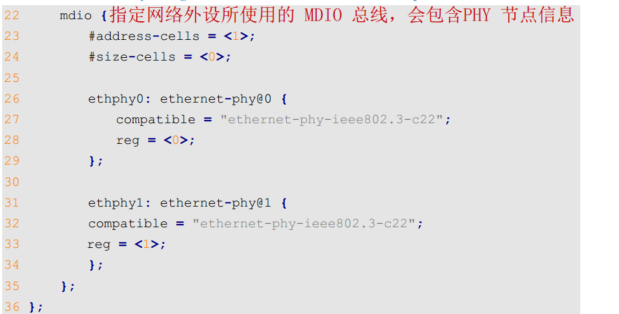 22 mdio {指定网络外设所使用的 MDIO 总线，会包含PHY 节点信息
23 #address-cells = <1>;
24 #size-cells = <0>;
25
26 ethphy0: ethernet-phy@0 {
27 compatible = "ethernet-phy-ieee802.3-c22";
28 reg = <0>;
29 };
30
31 ethphy1: ethernet-phy@1 {
32 compatible = "ethernet-phy-ieee802.3-c22";
33 reg = <1>;
34 };
35 };
36 };